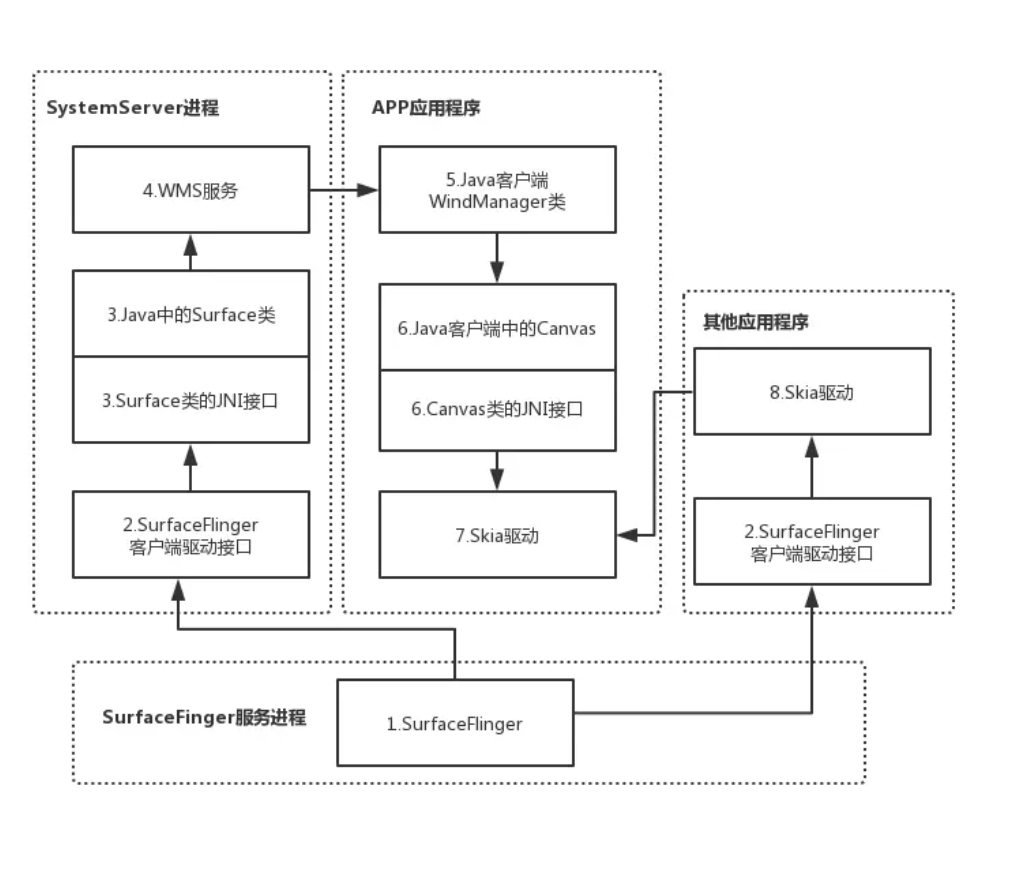 SystemServer进程
4.WMS服务
3.Java中的Surface类
3.Surface类的JNI接口
2.SurfaceFlinger
客户端驱动接口
APP应用程序
5.Java客户端
WindManager类
6.Java客户端中的Canvas
6.Canvas类的JNI接口
7.Skia驱动
其他应用程序
8.Skia驱动
2.SurfaceFlinger
客户端驱动接口
SurfaceFinger服务进程
1.SurfaceFlinger